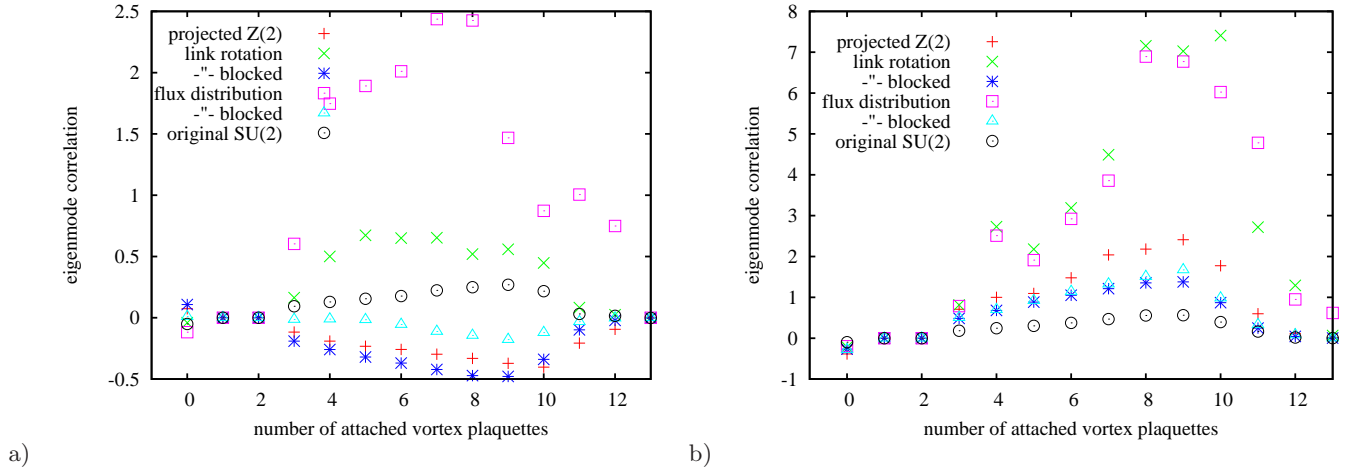 2.5
2
1.5
1
0.5
0
-0.5
eigenmode correlation
projected Z(2)
link rotation
-"- blocked
flux distribution
-"- blocked
original SU(2)
0 2 4 6 8 10 12
number of attached vortex plaquettes
a)
8
7
6
5
4
3
2
1
0
-1
eigenmode correlation
projected Z(2)
link rotation
-"- blocked
flux distribution
-"- blocked
original SU(2)
0 2 4 6 8 10 12
number of attached vortex plaquettes
b)